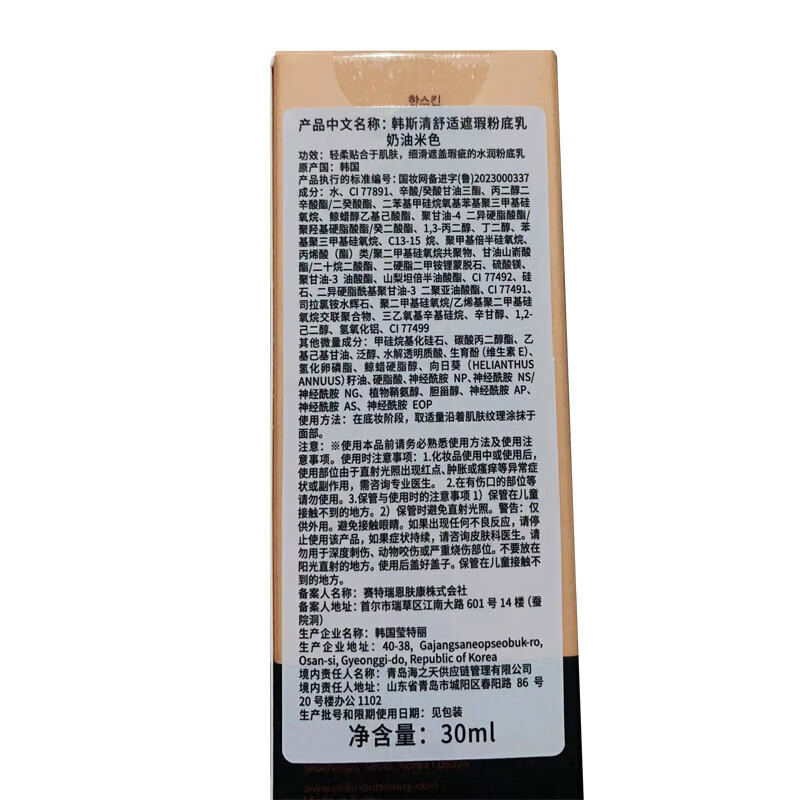 한스킨
产品中文名称：韩斯清舒适遮瑕粉底乳
奶油米色
功效：轻柔贴合于肌肤，细滑遮盖瑕疵的水润粉底乳
原产国：韩国
产品执行的标准编号：国妆网备进字(鲁)2023000337
成分：水、CI 77891、辛酸/癸酸甘油三酯、丙二醇二
辛酸酯/二癸酸酯、二苯基甲硅烷氧基苯基聚三甲基硅
氧烷、鲸蜡醇乙基己酸酯、聚甘油-4 二异硬脂酸酯/
聚羟基硬脂酸酯/癸二酸酯、1,3-丙二醇、丁二醇、苯
基聚三甲基硅氧烷、C13-15 烷、聚甲基倍半硅氧烷、
丙烯酸（酯）类/聚二甲基硅氧烷共聚物、甘油山嵛酸
酯/二十烷二酸酯、二硬脂二甲铵锂蒙脱石、硫酸镁、
聚甘油-3 油酸酯、山梨坦倍半油酸酯、CI 77492、硅
石、二异硬脂酰基聚甘油-3 二聚亚油酸酯、CI 77491、
司拉氯铵水辉石、聚二甲基硅氧烷/乙烯基聚二甲基硅
氧烷交联聚合物、三乙氧基辛基硅烷、辛甘醇、1,2-
己二醇、氢氧化铝、CI 77499
其他微量成分：甲硅烷基化硅石、碳酸丙二醇酯、乙
基己基甘油、泛醇、水解透明质酸、生育酚（维生素 E）、
氢化卵磷脂、鲸蜡硬脂醇、向日葵（HELIANTHUS
ANNUUS）籽油、硬脂酸、神经酰胺 NP、神经酰胺 NS/
神经酰胺 NG、植物鞘氨醇、胆甾醇、神经酰胺 AP、
神经酰胺 AS、神经酰胺 EOP
使用方法：在底妆阶段，取适量沿着肌肤纹理涂抹于
面部。
注意：※使用本品前请务必熟悉使用方法及使用注
意事项。使用时注意事项：1.化妆品使用中或使用后，
使用部位由于直射光照出现红点、肿胀或瘙痒等异常症
状或副作用，需咨询专业医生。 2.在有伤口的部位等
请勿使用。3.保管与使用时的注意事项 1）保管在儿童
接触不到的地方。2）保管时避免直射光照。警告：仅
供外用。避免接触眼睛。如果出现任何不良反应，请停
止使用该产品，如果症状持续，请咨询皮肤科医生。请
勿用于深度刺伤、动物咬伤或严重烧伤部位。不要放在
阳光直射的地方。使用后盖好盖子。保管在儿童接触不
到的地方。
备案人名称：赛特瑞恩肤康株式会社
备案人地址：首尔市瑞草区江南大路 601 号 14 楼（蚕
院洞）
生产企业名称：韩国莹特丽
生产企业地址：40-38, Gajangsaneopseobuk-ro,
Osan-si, Gyeonggi-do, Republic of Korea
境内责任人名称：青岛海之天供应链管理有限公司
境内责任人地址：山东省青岛市城阳区春阳路 86 号
20 号楼办公 1102
生产批号和限期使用日期：见包装
净含量：30ml